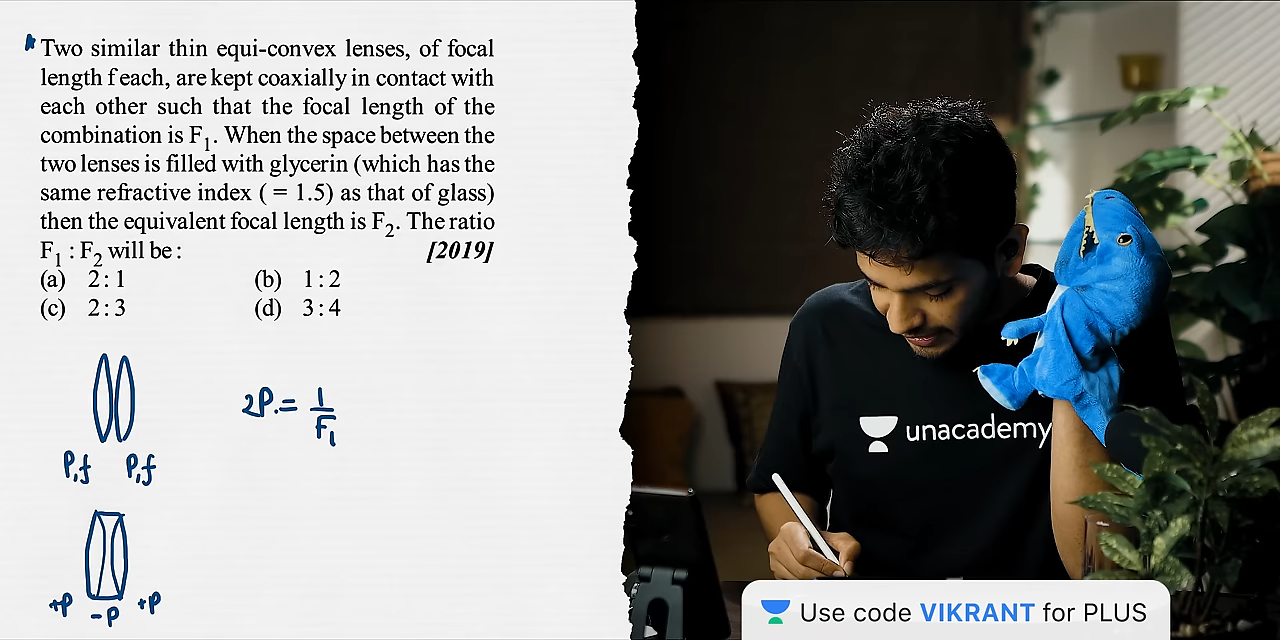 Two similar thin equi-convex lenses, of focal
length f each, are kept coaxially in contact with
each other such that the focal length of the
combination is F₁. When the space between the
two lenses is filled with glycerin (which has the
same refractive index ( = 1.5) as that of glass)
then the equivalent focal length is F₂. The ratio
F₁ : F₂ will be : [2019]
(a) 2 : 1 (b) 1 : 2
(c) 2 : 3 (d) 3 : 4
2P = 1/F₁
P,f P,f
+P -P +P
unacademy
Use code VIKRANT for PLUS